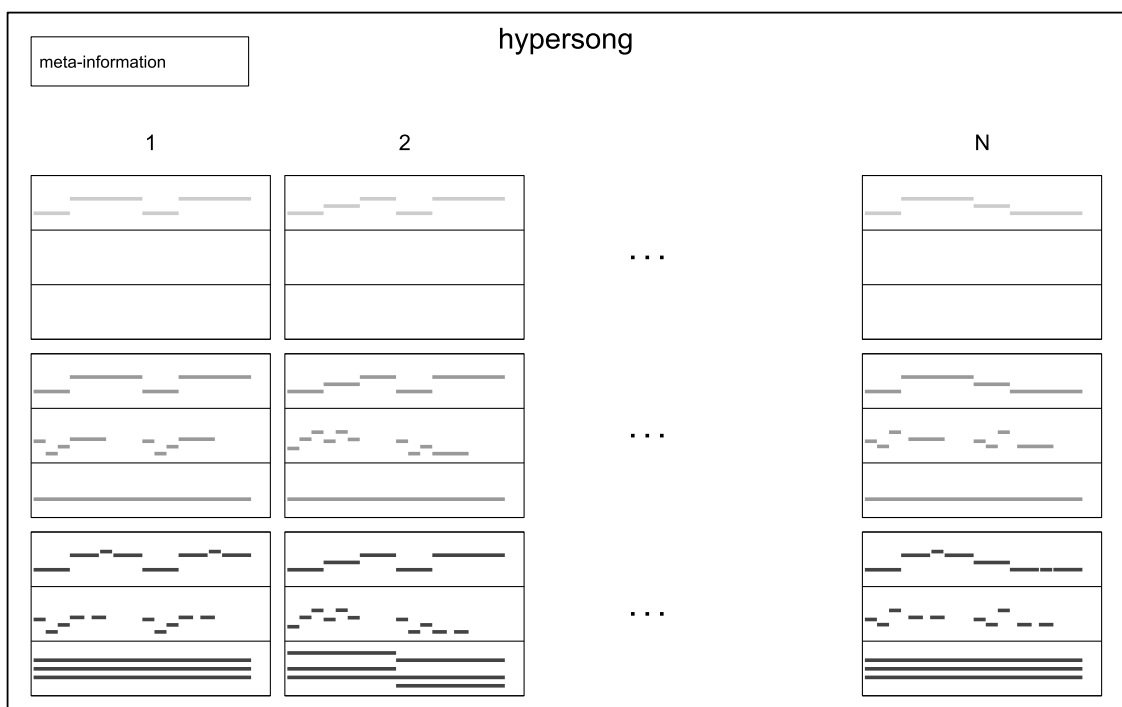 hypersong
meta-information
1 2 N
. . .
. . .
. . .